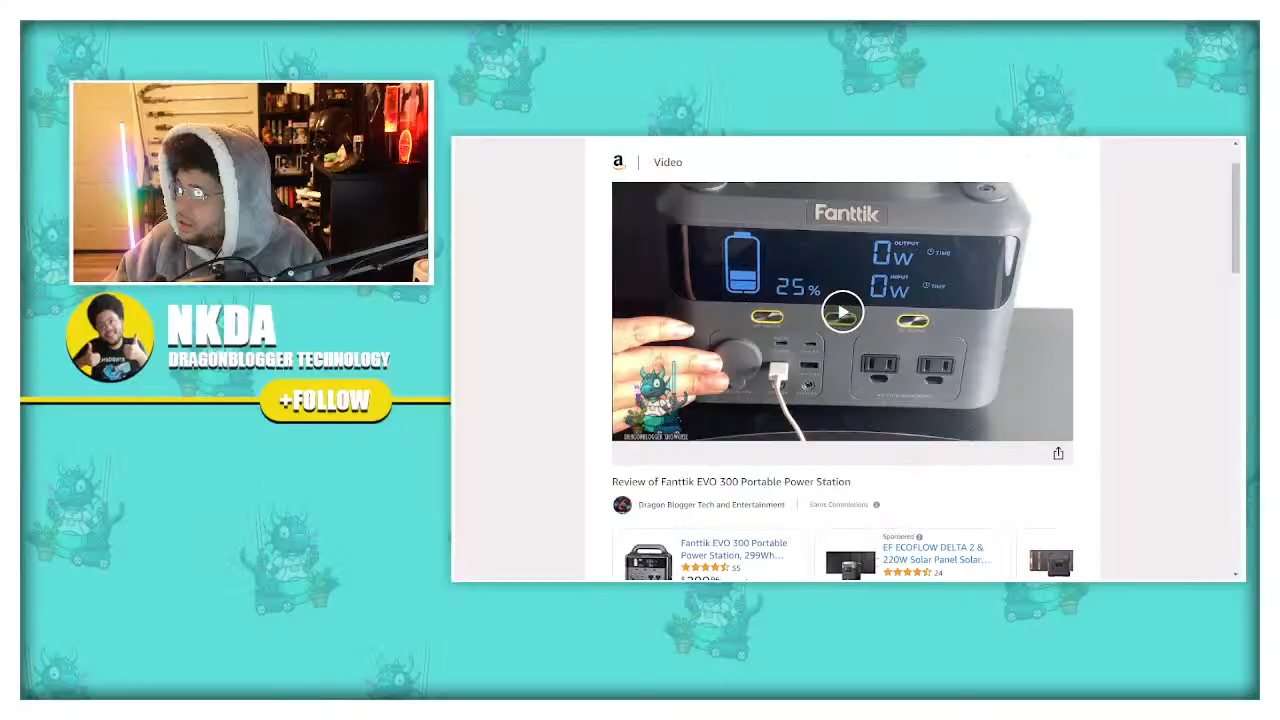 NKDA
DRAGONBLOGGER TECHNOLOGY
+FOLLOW
a
Video
Fanttik
25%
OUTPUT
0W
TIME
INPUT
0W
TIME
DRAGONBLOGGER SHOWCASE
Review of Fanttik EVO 300 Portable Power Station
Dragon Blogger Tech and Entertainment
Earns Commissions
Fanttik EVO 300 Portable
Power Station, 299Wh...
55
Sponsored
EF ECOFLOW DELTA 2 &
220W Solar Panel Solar...
24